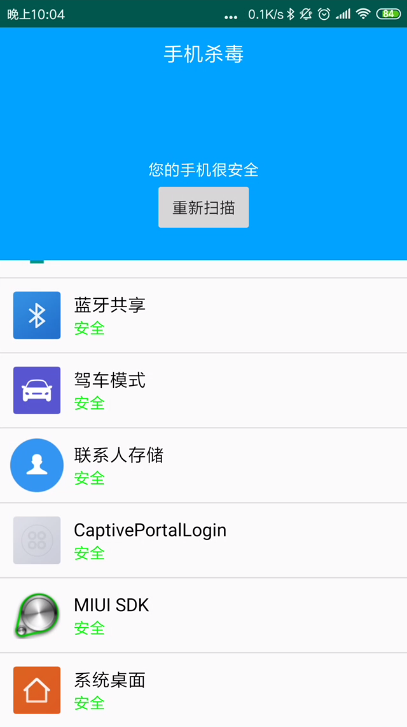 晚上10:04
... 0.1K/s 84
手机杀毒
您的手机很安全
重新扫描
蓝牙共享
安全
驾车模式
安全
联系人存储
安全
CaptivePortalLogin
安全
MIUI SDK
安全
系统桌面
安全